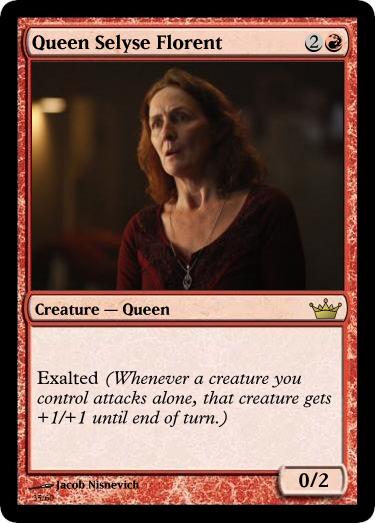 Queen Selyse Florent 2
Creature — Queen
Exalted (Whenever a creature you
control attacks alone, that creature gets
+1/+1 until end of turn.)
Jacob Nisnevich
0/2